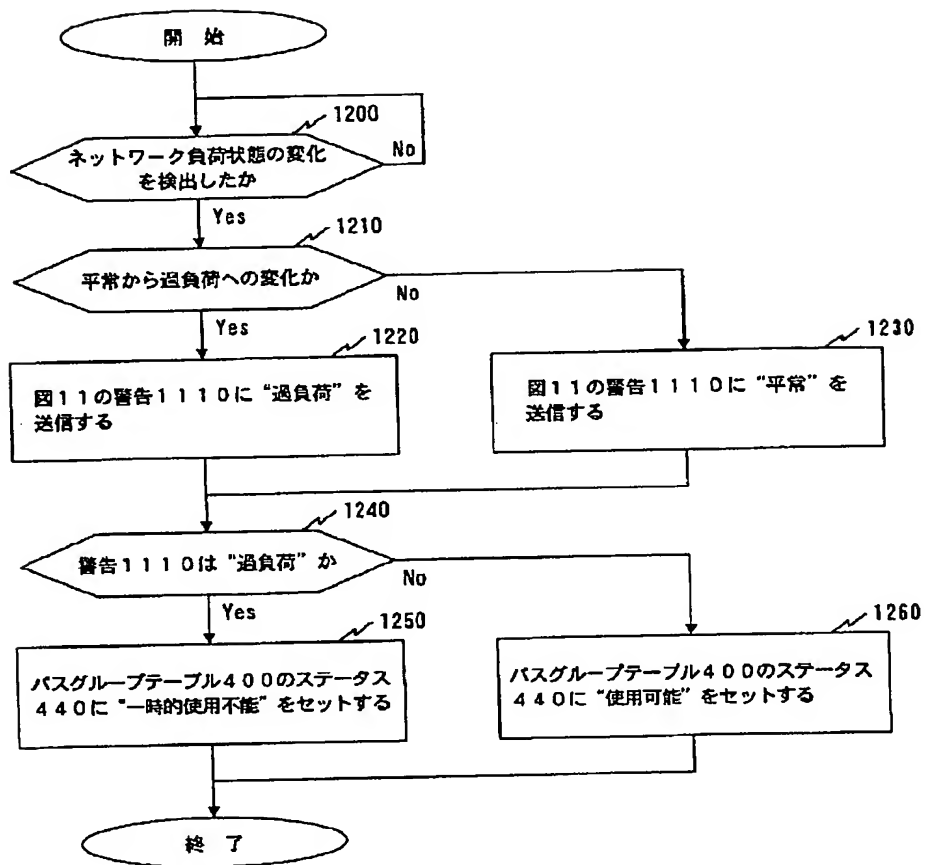 開 始
1200
ネットワーク負荷状態の変化
を検出したか
No
Yes
1210
平常から過負荷への変化か
No
Yes
1220
1230
図11の警告1110に“過負荷”を
送信する
図11の警告1110に“平常”を
送信する
1240
警告1110は“過負荷”か
No
Yes
1250
1260
パスグループテーブル400のステータス
440に“一時的使用不能”をセットする
パスグループテーブル400のステータス
440に“使用可能”をセットする
終 了